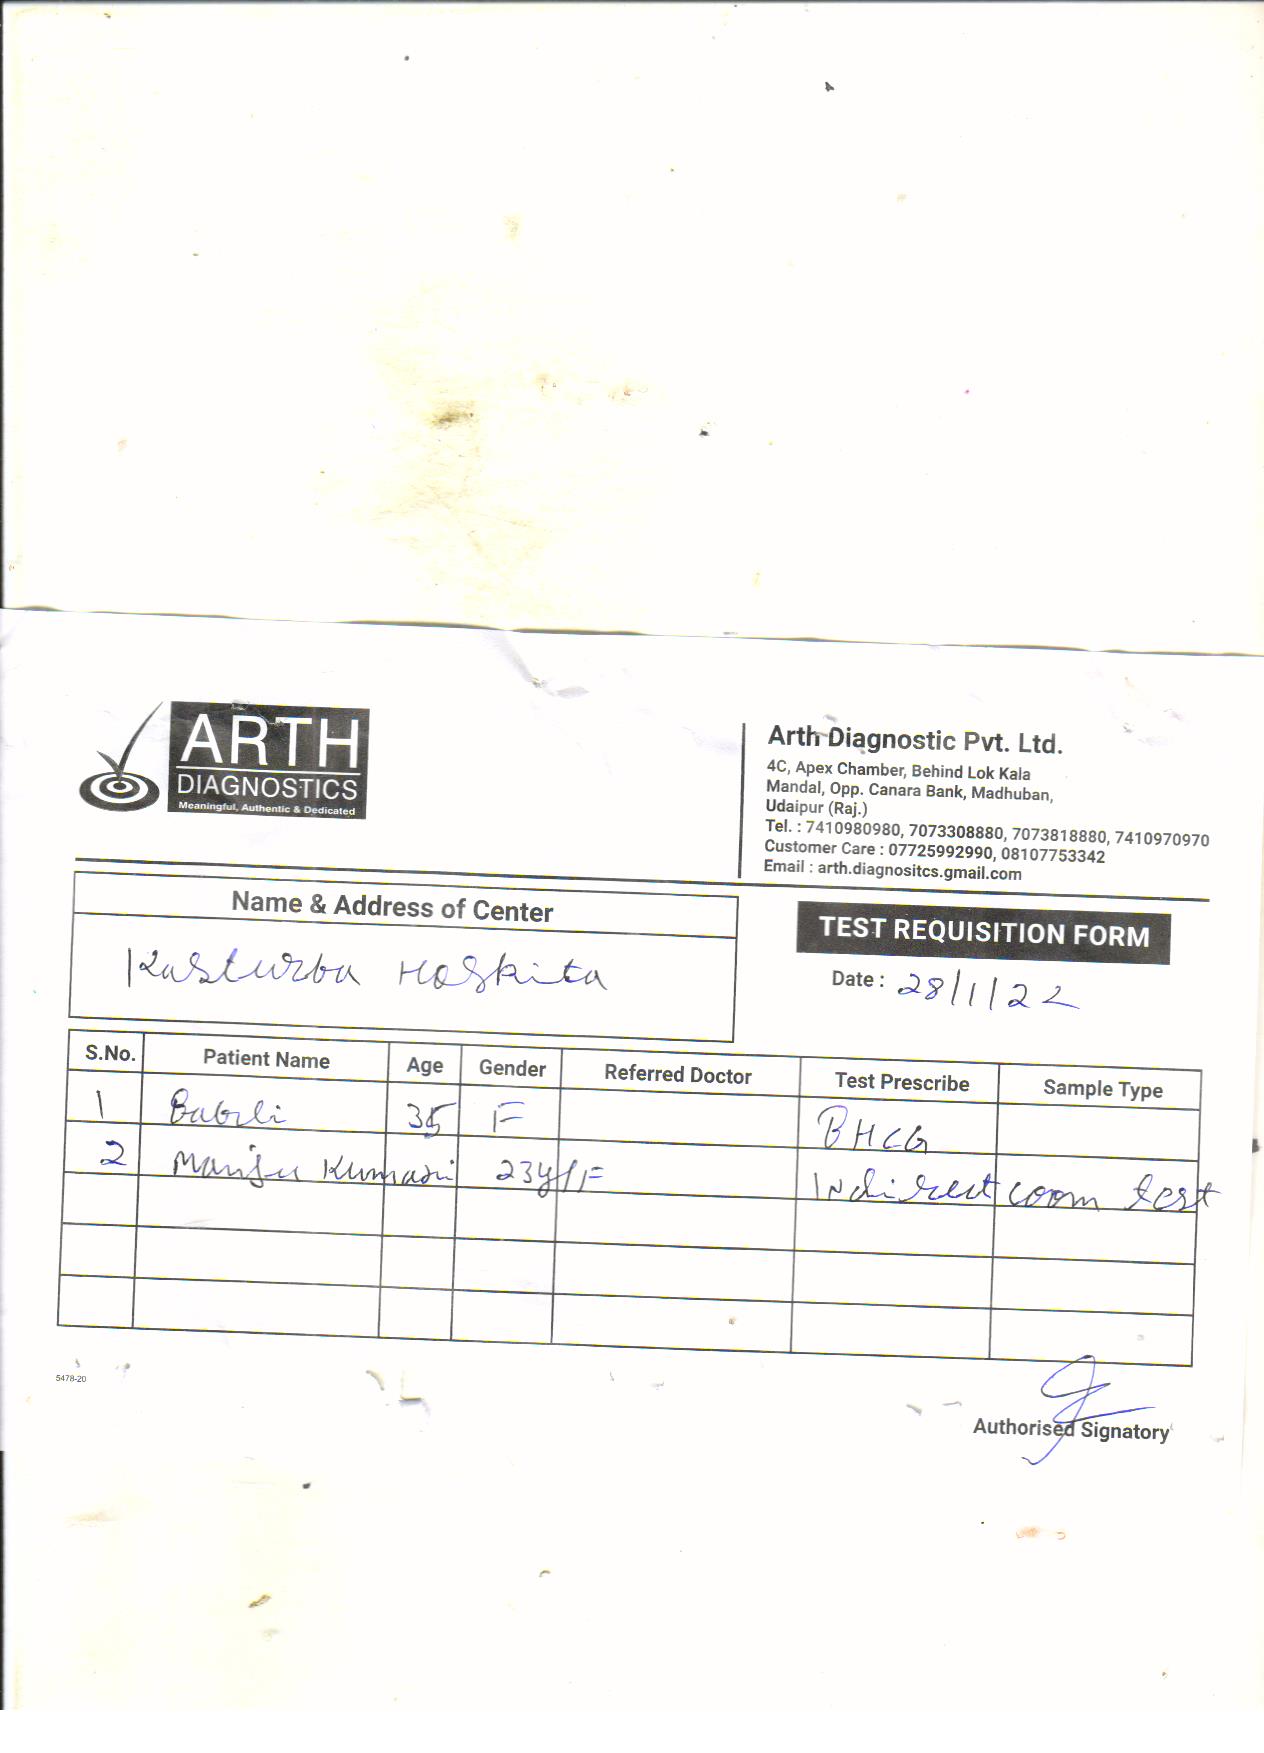 ARTH
DIAGNOSTICS
Meaningful, Authentic & Dedicated
Arth Diagnostic Pvt. Ltd.
4C, Apex Chamber, Behind Lok Kala
Mandal, Opp. Canara Bank, Madhuban,
Udaipur (Raj.)
Tel. : 7410980980, 7073308880, 7073818880, 7410970970
Customer Care : 07725992990, 08107753342
Email : arth.diagnositcs.gmail.com
Name & Address of Center
Kasturba Hospita
TEST REQUISITION FORM
Date : 28/1/22
S.No. Patient Name Age Gender Referred Doctor Test Prescribe Sample Type
1 Babli 35 F BHCG
2 Manju Kumari 23y/F Indirect coom test
5478-20
Authorised Signatory